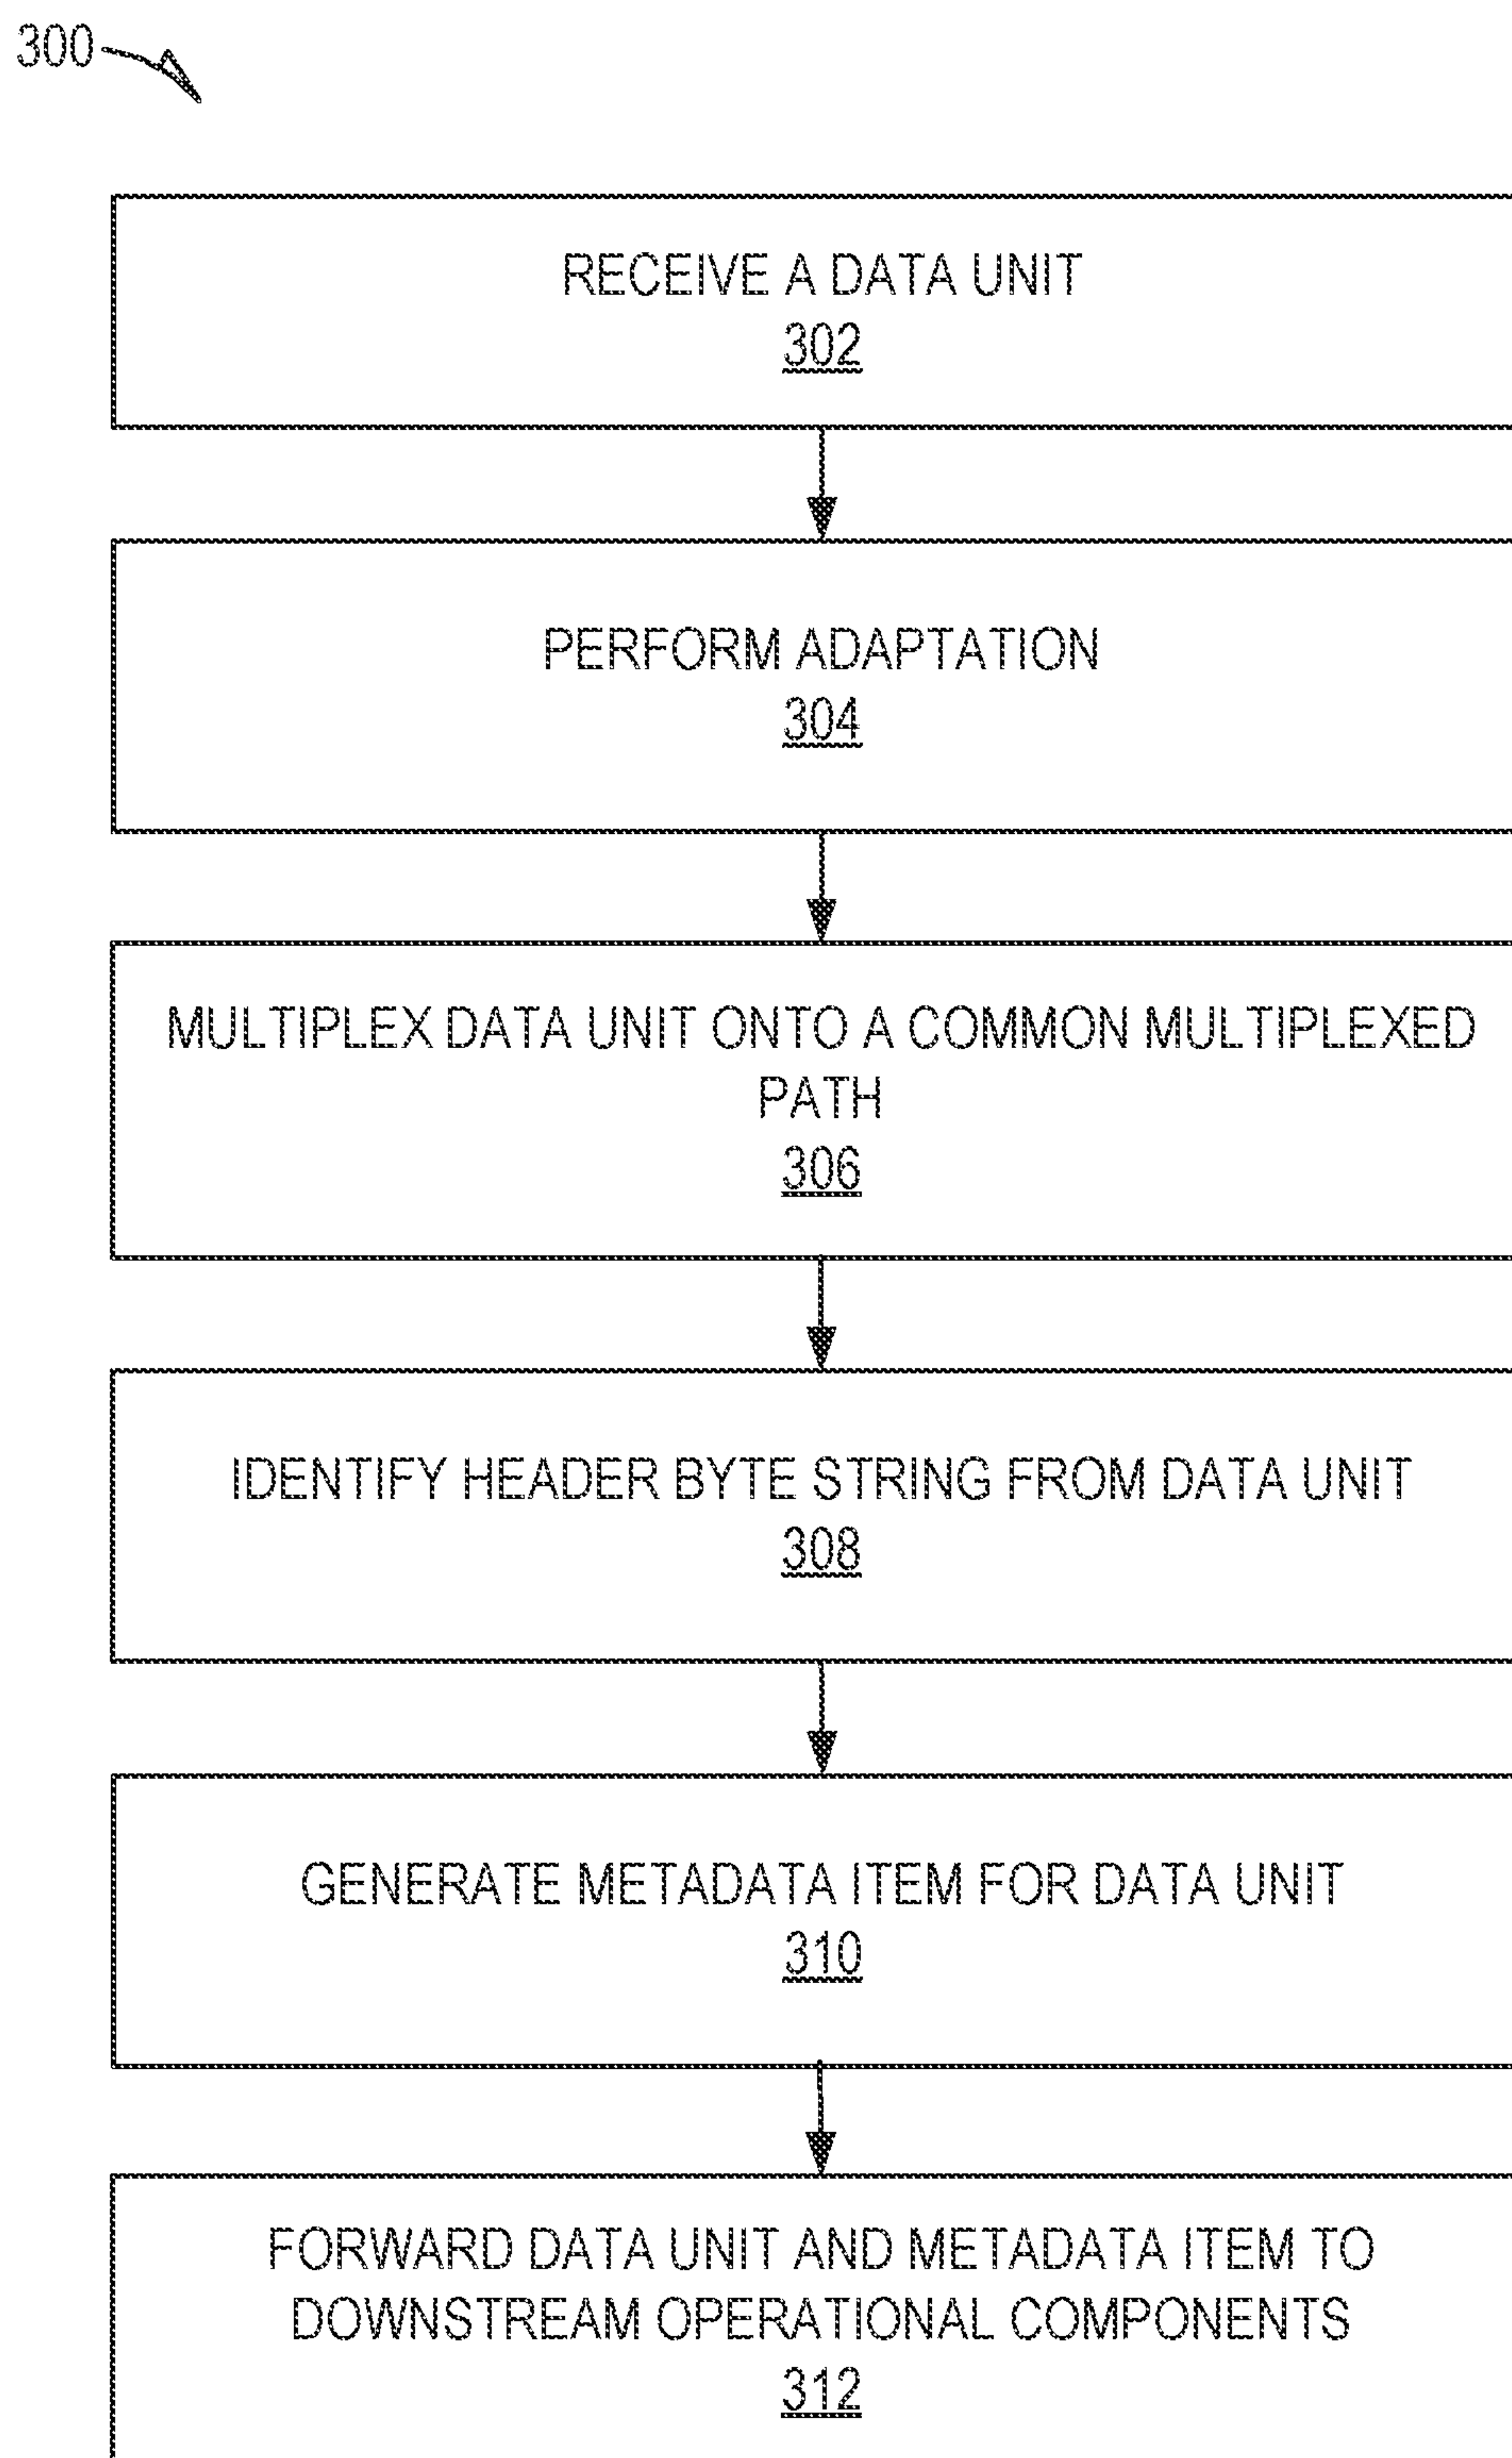 300
RECEIVE A DATA UNIT
302
PERFORM ADAPTATION
304
MULTIPLEX DATA UNIT ONTO A COMMON MULTIPLEXED
PATH
306
IDENTIFY HEADER BYTE STRING FROM DATA UNIT
308
GENERATE METADATA ITEM FOR DATA UNIT
310
FORWARD DATA UNIT AND METADATA ITEM TO
DOWNSTREAM OPERATIONAL COMPONENTS
312